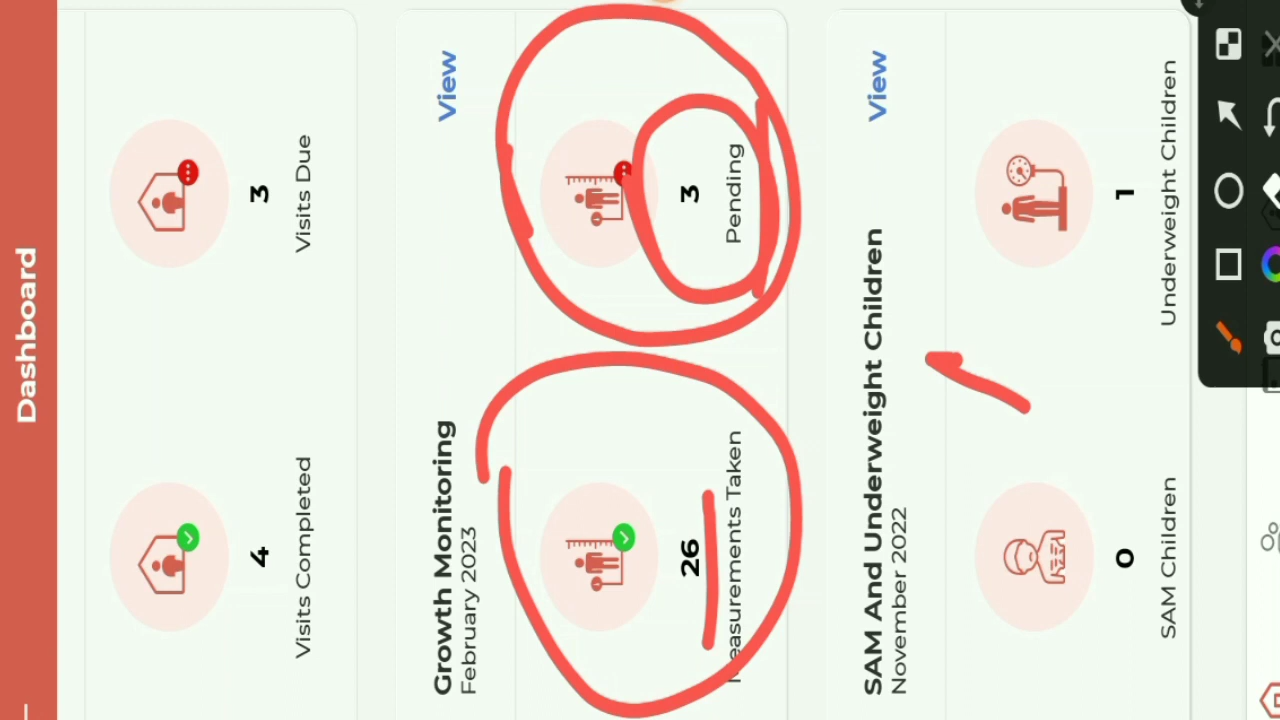 Dashboard
4
3
Visits Completed
Visits Due
Growth Monitoring
View
February 2023
26
3
Measurements Taken
Pending
SAM And Underweight Children
View
November 2022
0
1
SAM Children
Underweight Children